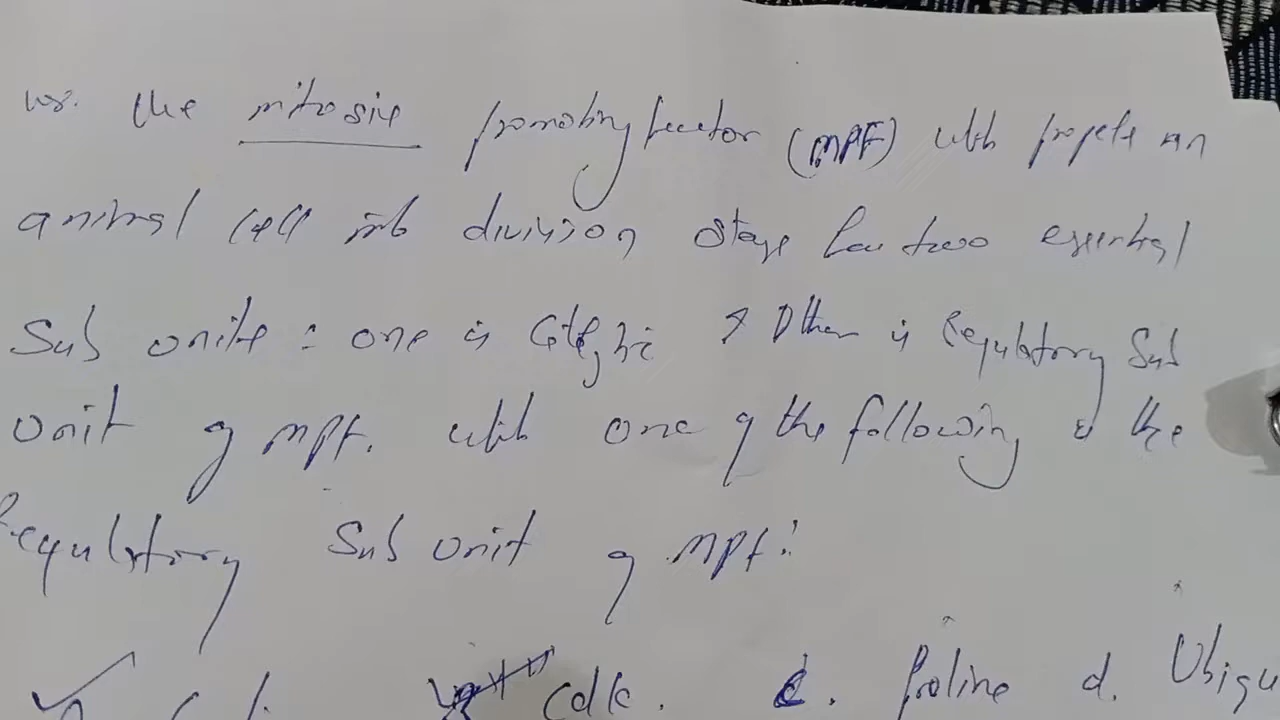 the mitosis promoting factor (MPF) which propels an
animal cell into division stage has two essential
Sub units : one is & Other is Regulatory Sub
Unit of MPF. which one of the following is the
Regulatory Sub Unit of MPF:
Cdk. c. Proline d. Ubiqu